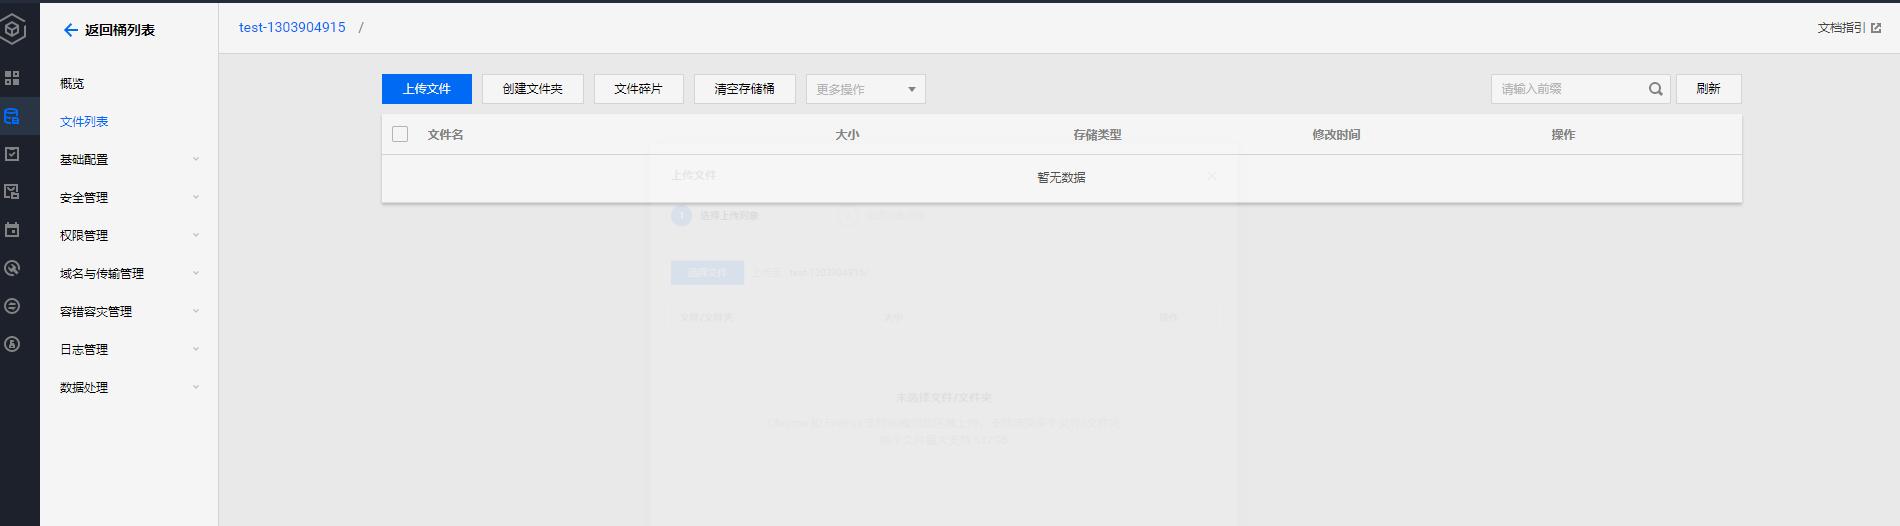 返回桶列表
test-1303904915 /
文档指引
概览
文件列表
基础配置
安全管理
权限管理
域名与传输管理
容错容灾管理
日志管理
数据处理
上传文件 创建文件夹 文件碎片 清空存储桶 更多操作 请输入前缀 刷新
文件名 大小 存储类型 修改时间 操作
暂无数据
上传文件
1 选择上传对象
选择文件 上传至 test-1303904915/
文件/文件夹 大小 操作
未选择文件/文件夹